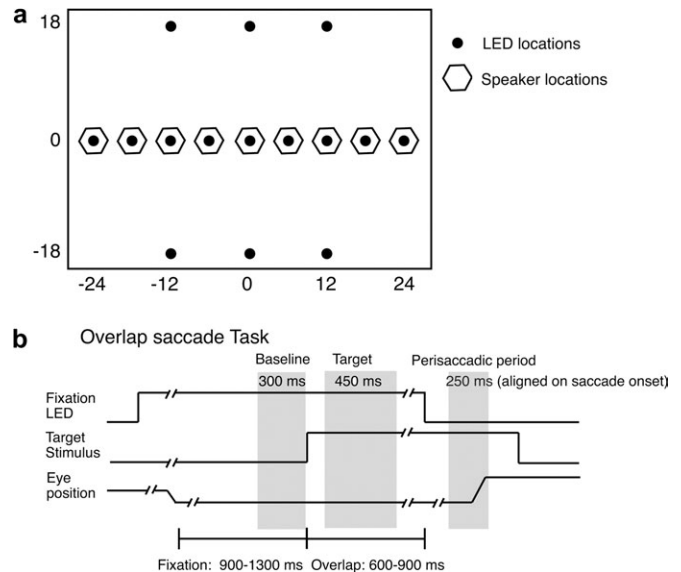 a
18
0
-18
-24 -12 0 12 24
LED locations
Speaker locations
b Overlap saccade Task
Baseline Target Perisaccadic period
300 ms 450 ms 250 ms (aligned on saccade onset)
Fixation
LED
Target
Stimulus
Eye
position
Fixation: 900-1300 ms Overlap: 600-900 ms